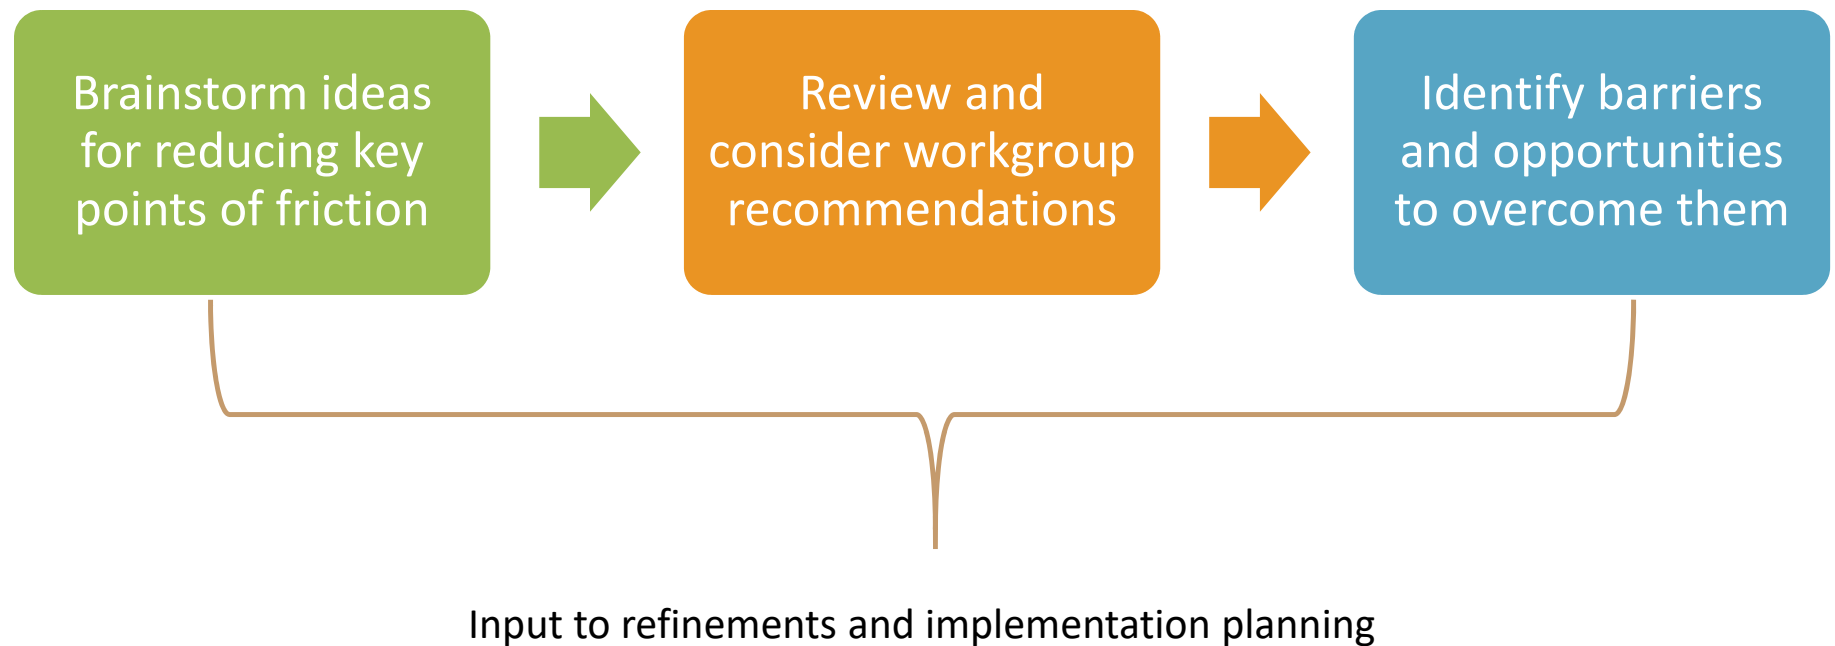 Brainstorm ideas
for reducing key
points of friction
Review and
consider workgroup
recommendations
Identify barriers
and opportunities
to overcome them
Input to refinements and implementation planning